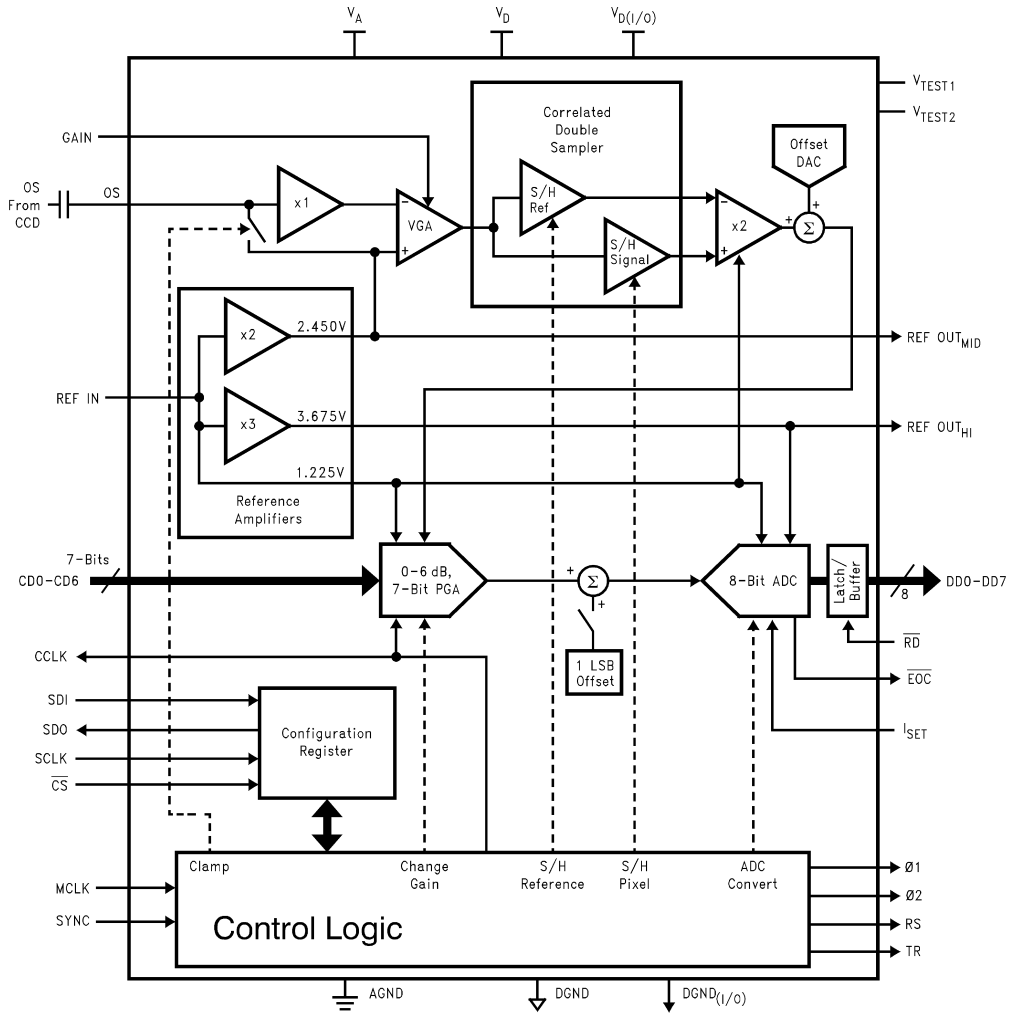 VA
VD
VD(I/O)
VTEST1
VTEST2
Correlated
Double
Sampler
Offset
DAC
GAIN
OS
From
CCD
OS
x1
−
VGA
+
S/H
Ref
S/H
Signal
−
x2
+
+
+
Σ
x2
2.450V
REF OUTMID
REF IN
x3
3.675V
REF OUTHI
1.225V
Reference
Amplifiers
7-Bits
CD0-CD6
0-6 dB,
7-Bit PGA
+
Σ
+
8-Bit ADC
Latch/
Buffer
8
DD0-DD7
1 LSB
Offset
RD
CCLK
EOC
SDI
SDO
SCLK
CS
Configuration
Register
ISET
Clamp
Change
Gain
S/H
Reference
S/H
Pixel
ADC
Convert
MCLK
SYNC
Control Logic
Ø1
Ø2
RS
TR
AGND
DGND
DGND(I/O)